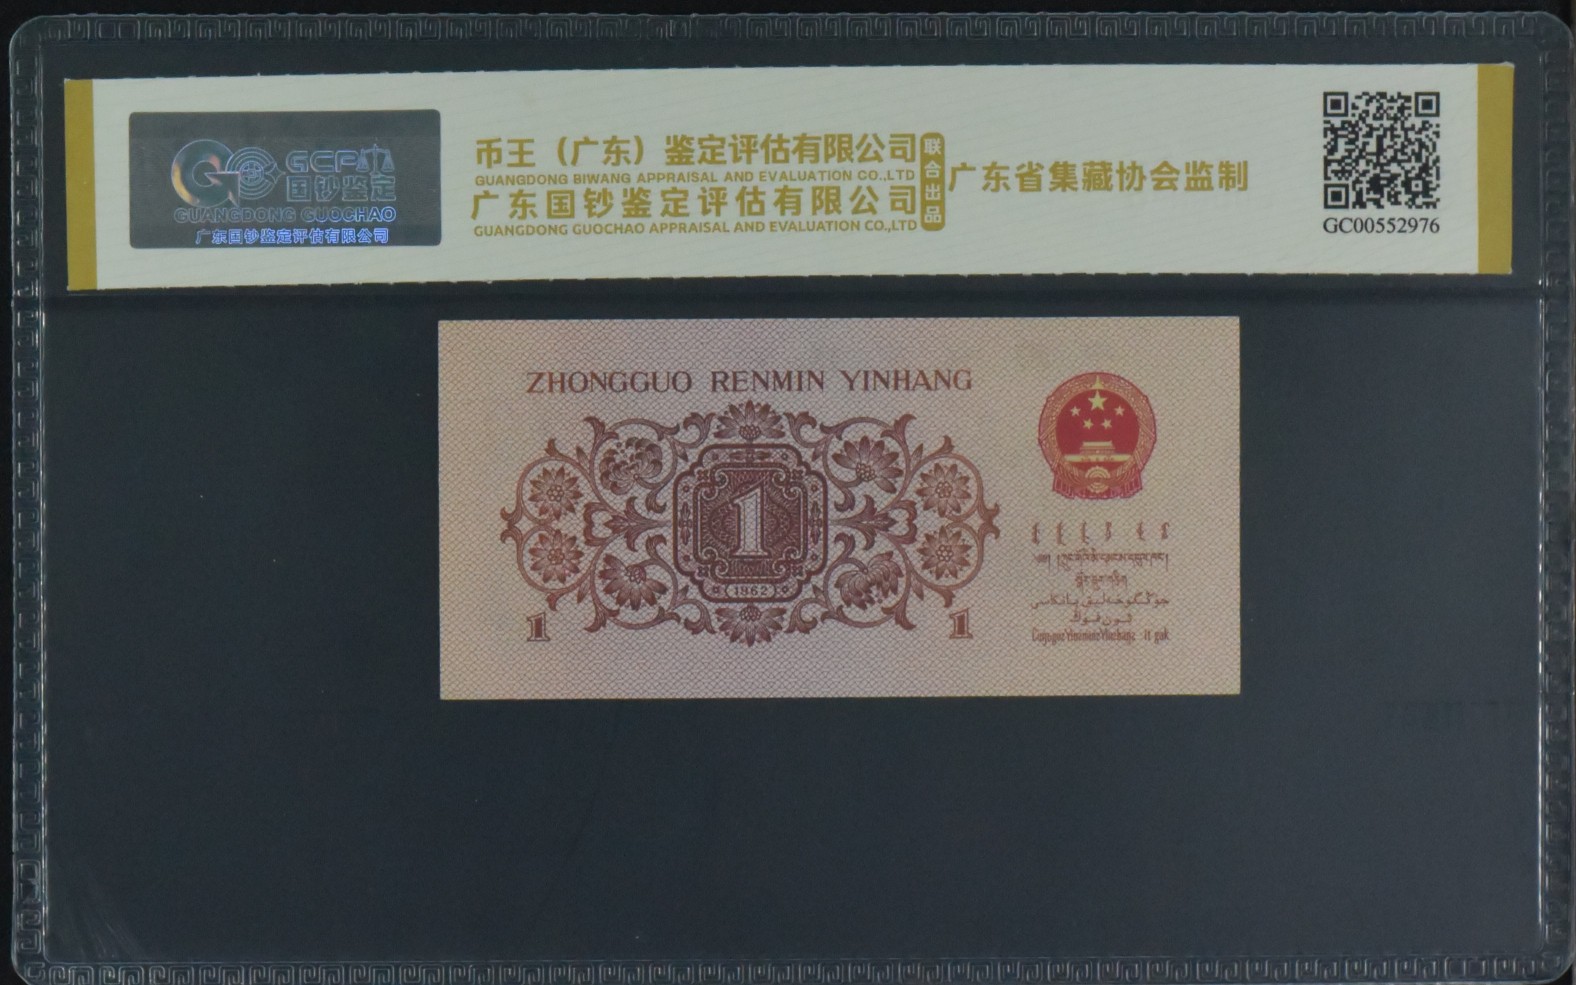 GCP
国钞鉴定
GUANGDONG GUOCHAO
广东国钞鉴定评估有限公司
币王（广东）鉴定评估有限公司
GUANGDONG BIWANG APPRAISAL AND EVALUATION CO.,LTD
广东国钞鉴定评估有限公司
GUANGDONG GUOCHAO APPRAISAL AND EVALUATION CO.,LTD
联合出品
广东省集藏协会监制
GC00552976
ZHONGGUO RENMIN YINHANG
1
1962
1
1